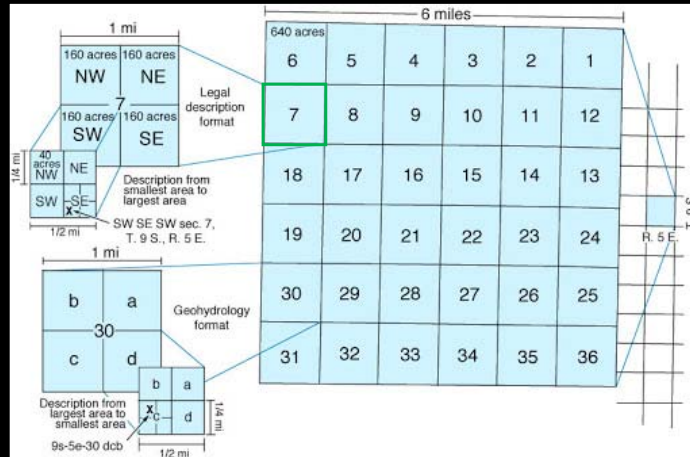 6 miles
640 acres
6 5 4 3 2 1
7 8 9 10 11 12
18 17 16 15 14 13
19 20 21 22 23 24
30 29 28 27 26 25
31 32 33 34 35 36
R. 5 E.
1 mi
160 acres 160 acres
NW NE
7
160 acres 160 acres
SW SE
Legal
description
format
1/4 mi
40
acres
NW NE
SW SE
X
1/2 mi
Description from
smallest area to
largest area
SW SE SW sec. 7,
T. 9 S., R. 5 E.
1 mi
b a
30
c d
Geohydrology
format
b a
X
c d
1/4 mi
1/2 mi
Description from
largest area to
smallest area
9s-5e-30 dcb